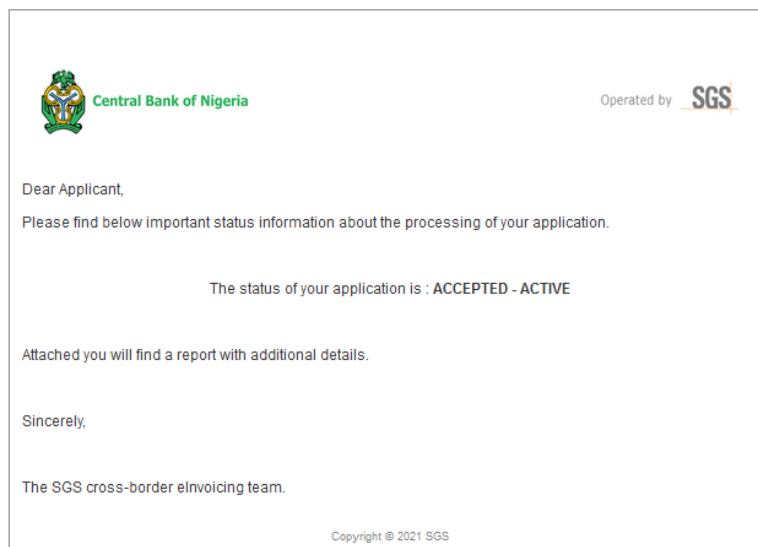 Central Bank of Nigeria
Operated by SGS
Dear Applicant,
Please find below important status information about the processing of your application.
The status of your application is : ACCEPTED - ACTIVE
Attached you will find a report with additional details.
Sincerely,
The SGS cross-border eInvoicing team.
Copyright © 2021 SGS